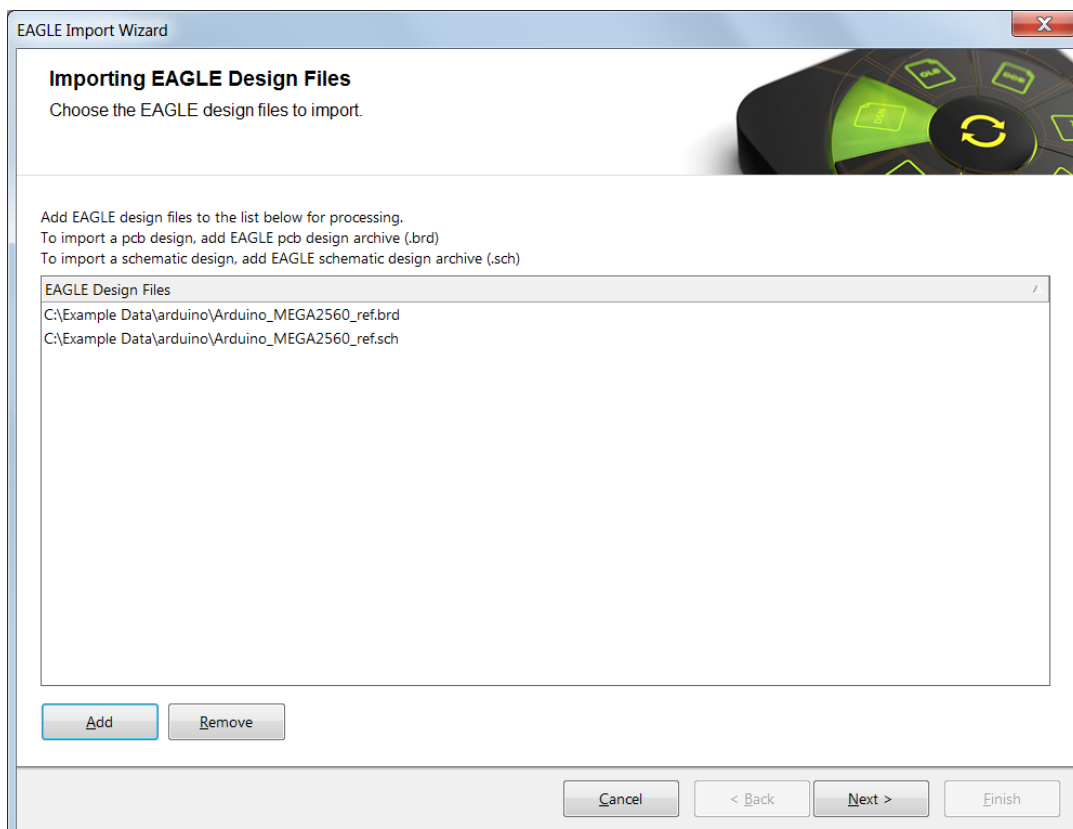 EAGLE Import Wizard
Importing EAGLE Design Files
Choose the EAGLE design files to import.
OLB
DDB
DSN
Add EAGLE design files to the list below for processing.
To import a pcb design, add EAGLE pcb design archive (.brd)
To import a schematic design, add EAGLE schematic design archive (.sch)
EAGLE Design Files
C:\Example Data\arduino\Arduino_MEGA2560_ref.brd
C:\Example Data\arduino\Arduino_MEGA2560_ref.sch
Add
Remove
Cancel
< Back
Next >
Finish